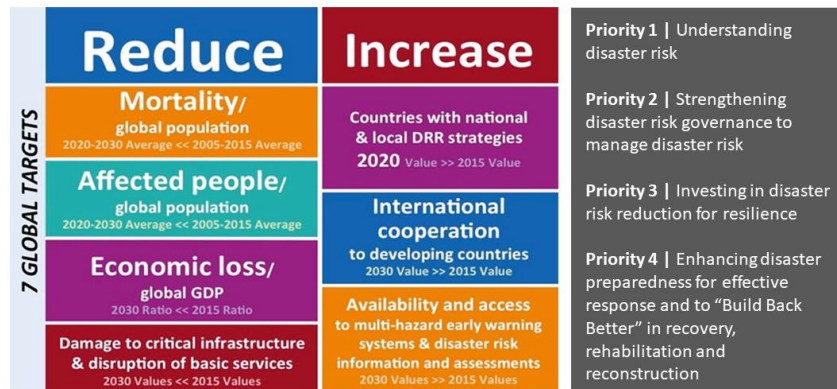 7 GLOBAL TARGETS
Reduce
Mortality/
global population
2020-2030 Average << 2005-2015 Average
Affected people/
global population
2020-2030 Average << 2005-2015 Average
Economic loss/
global GDP
2030 Ratio << 2015 Ratio
Damage to critical infrastructure
& disruption of basic services
2030 Values << 2015 Values
Increase
Countries with national
& local DRR strategies
2020 Value >> 2015 Value
International
cooperation
to developing countries
2030 Value >> 2015 Value
Availability and access
to multi-hazard early warning
systems & disaster risk
information and assessments
2030 Values >> 2015 Values
Priority 1 | Understanding
disaster risk
Priority 2 | Strengthening
disaster risk governance to
manage disaster risk
Priority 3 | Investing in disaster
risk reduction for resilience
Priority 4 | Enhancing disaster
preparedness for effective
response and to “Build Back
Better” in recovery,
rehabilitation and
reconstruction